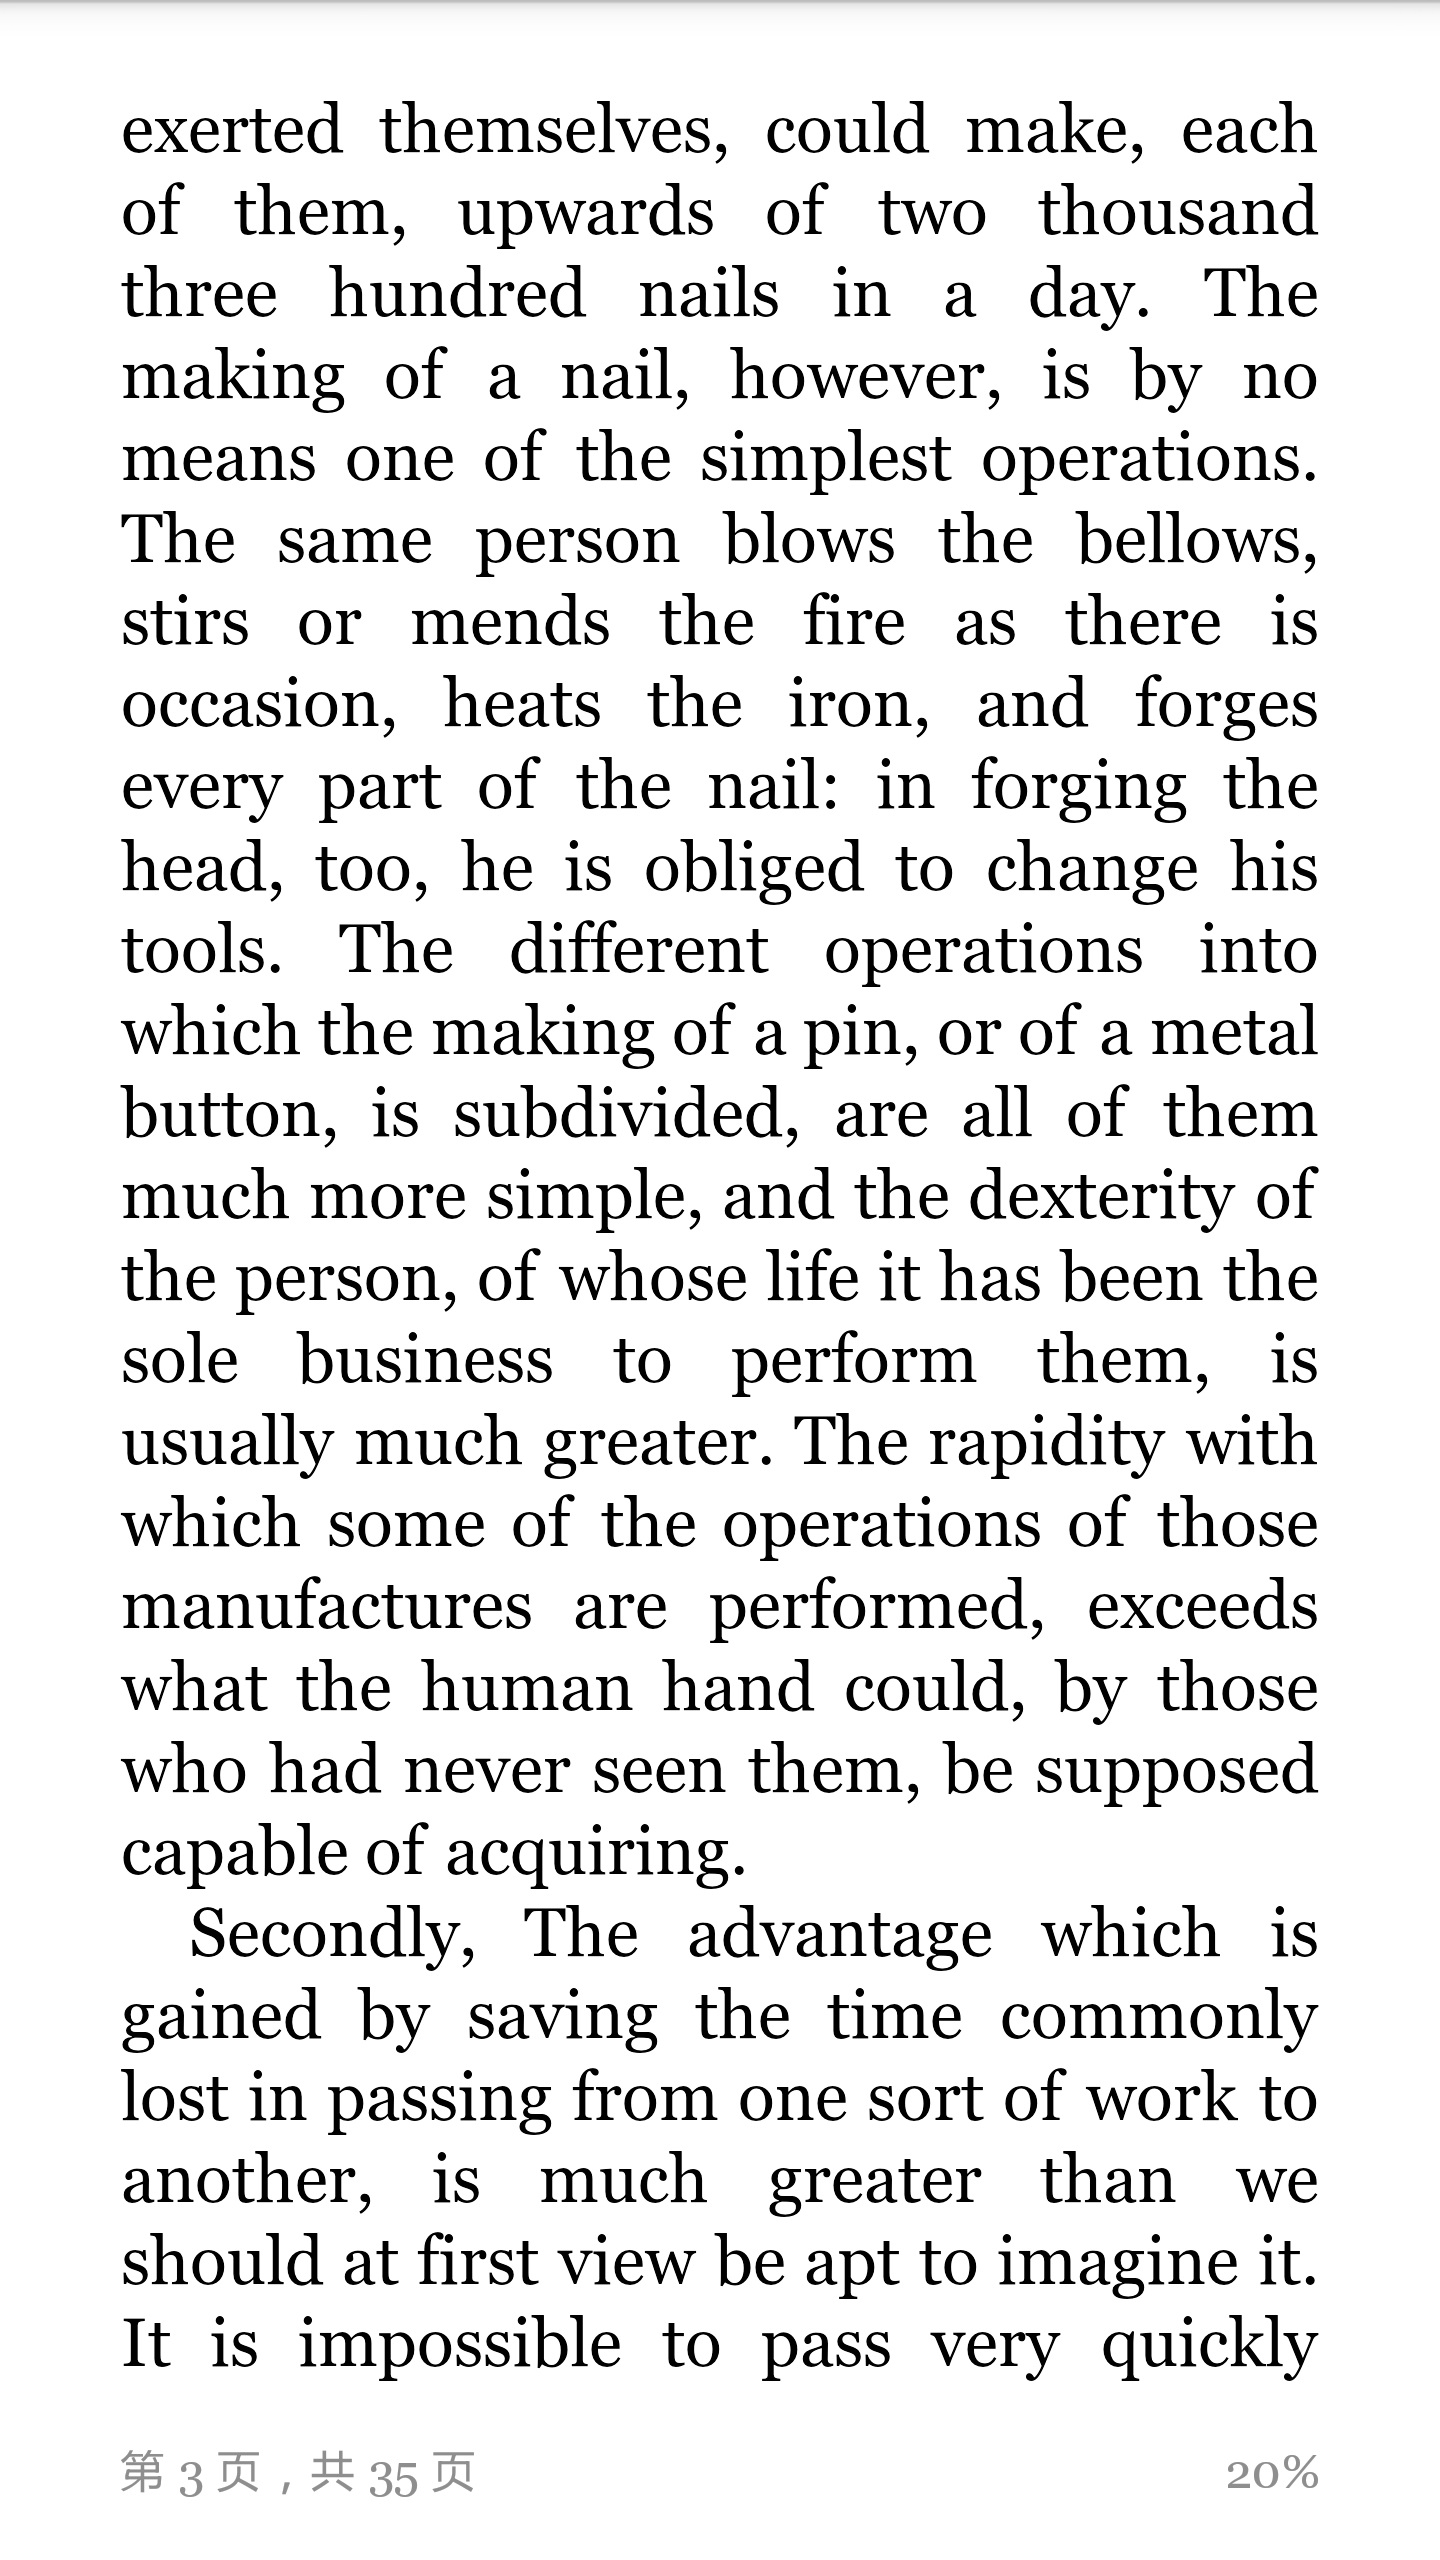 exerted themselves, could make, each
of them, upwards of two thousand
three hundred nails in a day. The
making of a nail, however, is by no
means one of the simplest operations.
The same person blows the bellows,
stirs or mends the fire as there is
occasion, heats the iron, and forges
every part of the nail: in forging the
head, too, he is obliged to change his
tools. The different operations into
which the making of a pin, or of a metal
button, is subdivided, are all of them
much more simple, and the dexterity of
the person, of whose life it has been the
sole business to perform them, is
usually much greater. The rapidity with
which some of the operations of those
manufactures are performed, exceeds
what the human hand could, by those
who had never seen them, be supposed
capable of acquiring.
Secondly, The advantage which is
gained by saving the time commonly
lost in passing from one sort of work to
another, is much greater than we
should at first view be apt to imagine it.
It is impossible to pass very quickly
第 3 页，共 35 页 20%